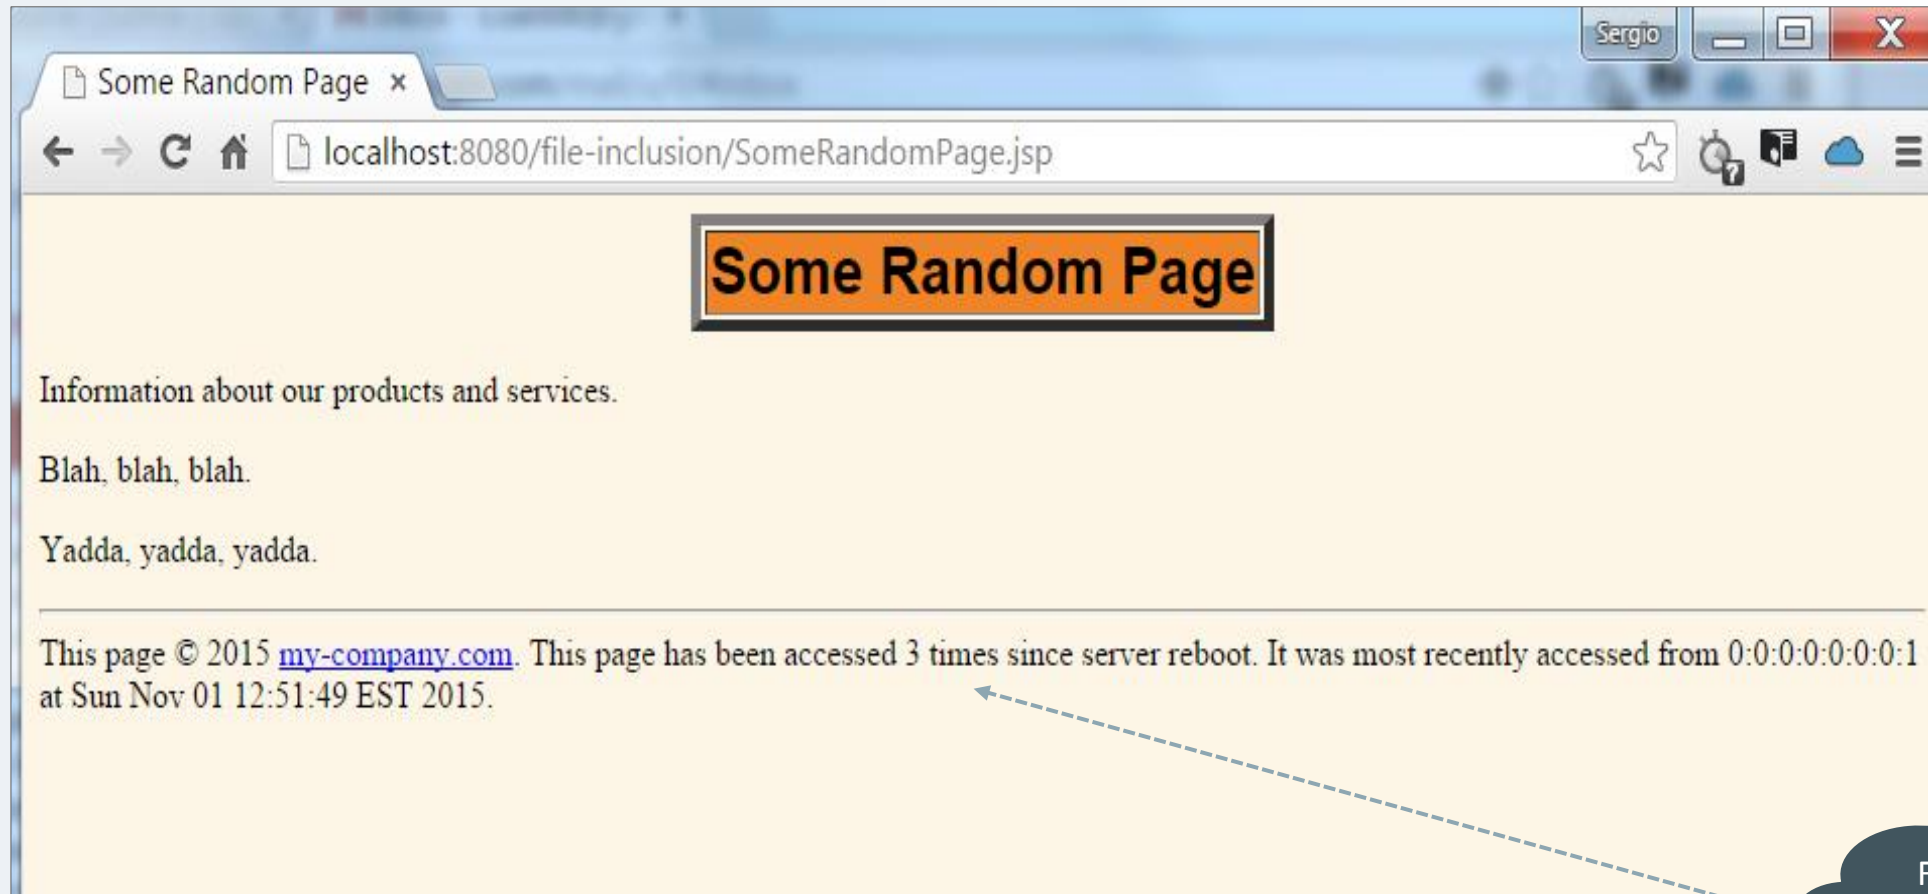 Sergio
Some Random Page
localhost:8080/file-inclusion/SomeRandomPage.jsp
Some Random Page
Information about our products and services.
Blah, blah, blah.
Yadda, yadda, yadda.
This page © 2015 my-company.com. This page has been accessed 3 times since server reboot. It was most recently accessed from 0:0:0:0:0:0:0:1
at Sun Nov 01 12:51:49 EST 2015.